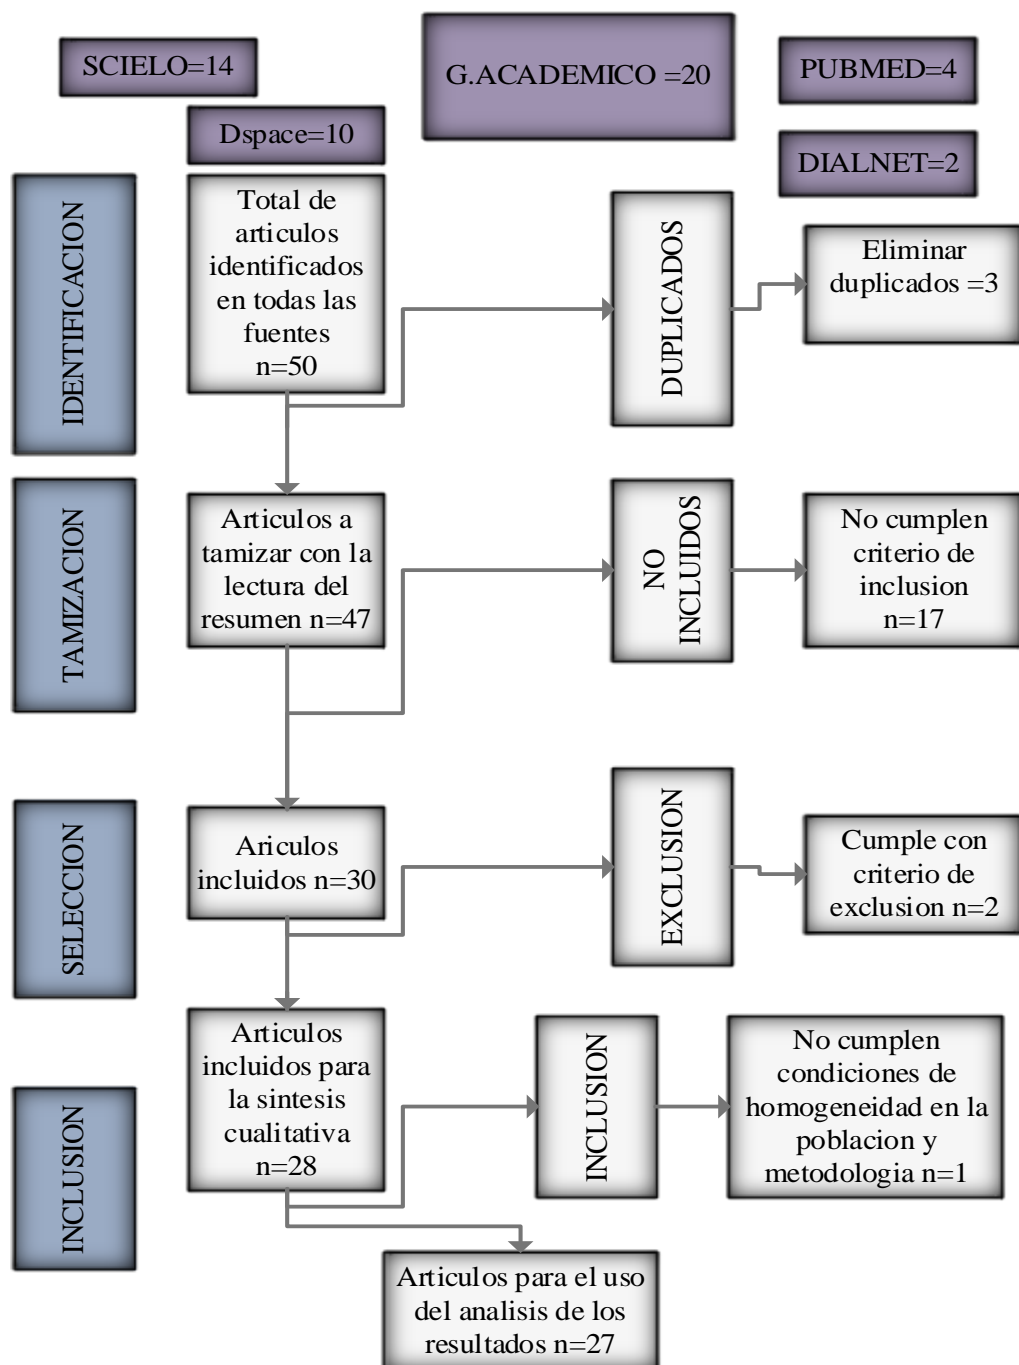 SCIELO=14
G.ACADEMICO =20
PUBMED=4
Dspace=10
DIALNET=2
IDENTIFICACION
Total de
articulos
identificados
en todas las
fuentes
n=50
DUPLICADOS
Eliminar
duplicados =3
TAMIZACION
Articulos a
tamizar con la
lectura del
resumen n=47
NO
INCLUIDOS
No cumplen
criterio de
inclusion
n=17
SELECCION
Ariculos
incluidos n=30
EXCLUSION
Cumple con
criterio de
exclusion n=2
INCLUSION
Articulos
incluidos para
la sintesis
cualitativa
n=28
INCLUSION
No cumplen
condiciones de
homogeneidad en la
poblacion y
metodologia n=1
Articulos para el uso
del analisis de los
resultados n=27